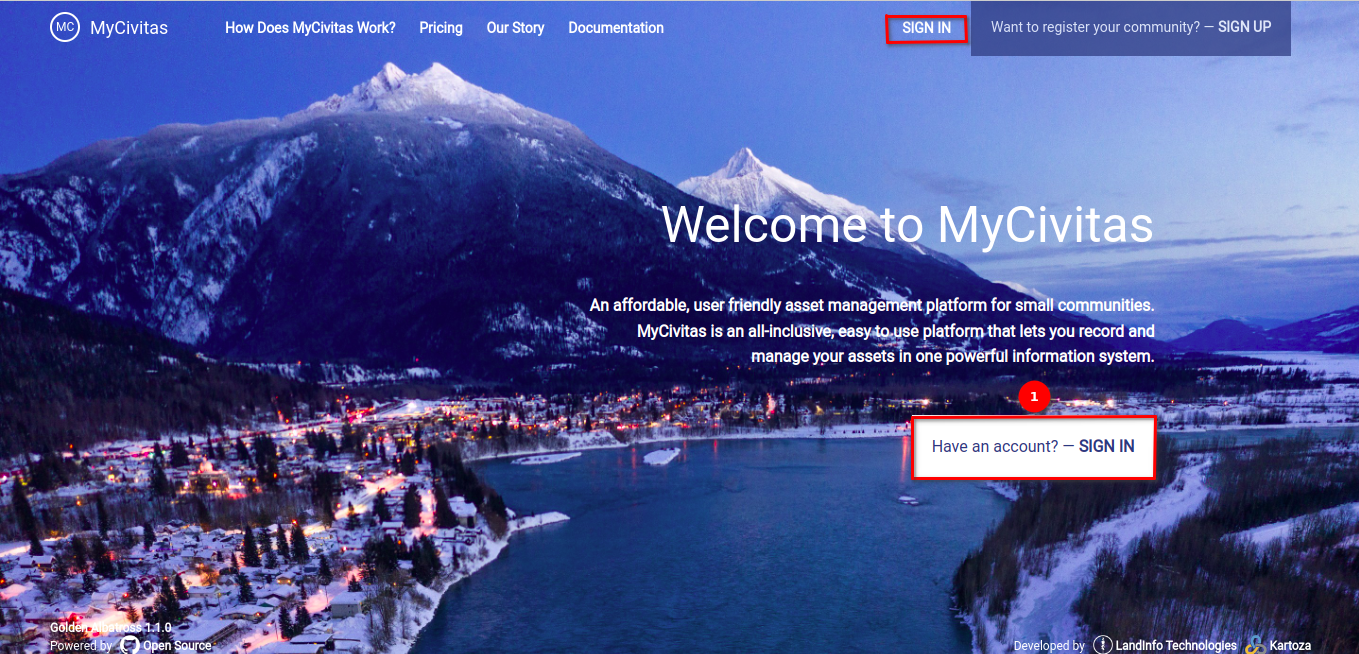 MC MyCivitas How Does MyCivitas Work? Pricing Our Story Documentation SIGN IN Want to register your community? — SIGN UP
Welcome to MyCivitas
An affordable, user friendly asset management platform for small communities.
MyCivitas is an all-inclusive, easy to use platform that lets you record and
manage your assets in one powerful information system.
1
Have an account? — SIGN IN
Golden Albatross 1.1.0
Powered by Open Source Developed by LandInfo Technologies Kartoza